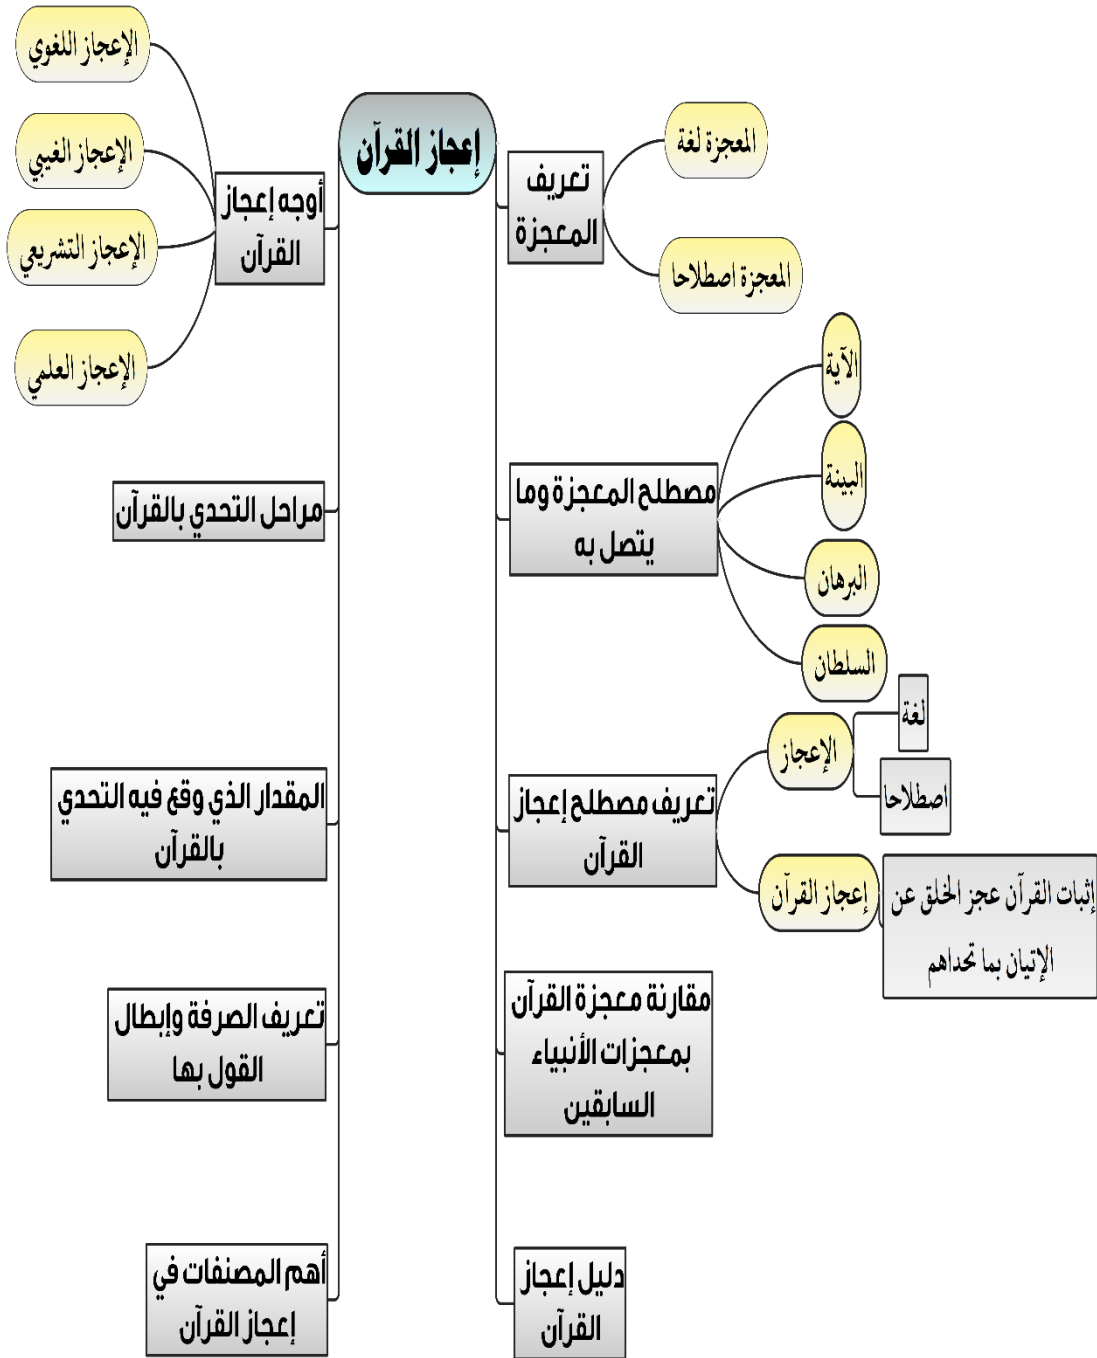 إعجاز القرآن
تعريف
المعجزة
المعجزة لغة
المعجزة اصطلاحا
مصطلح المعجزة وما
يتصل به
الآية
البينة
البرهان
السلطان
تعريف مصطلح إعجاز
القرآن
الإعجاز
لغة
اصطلاحا
إعجاز القرآن
إثبات القرآن عجز الخلق عن
الإتيان بما تحداهم
مقارنة معجزة القرآن
بمعجزات الأنبياء
السابقين
دليل إعجاز
القرآن
أوجه إعجاز
القرآن
الإعجاز اللغوي
الإعجاز الغيبي
الإعجاز التشريعي
الإعجاز العلمي
مراحل التحدي بالقرآن
المقدار الذي وقع فيه التحدي
بالقرآن
تعريف الصرفة وإبطال
القول بها
أهم المصنفات في
إعجاز القرآن